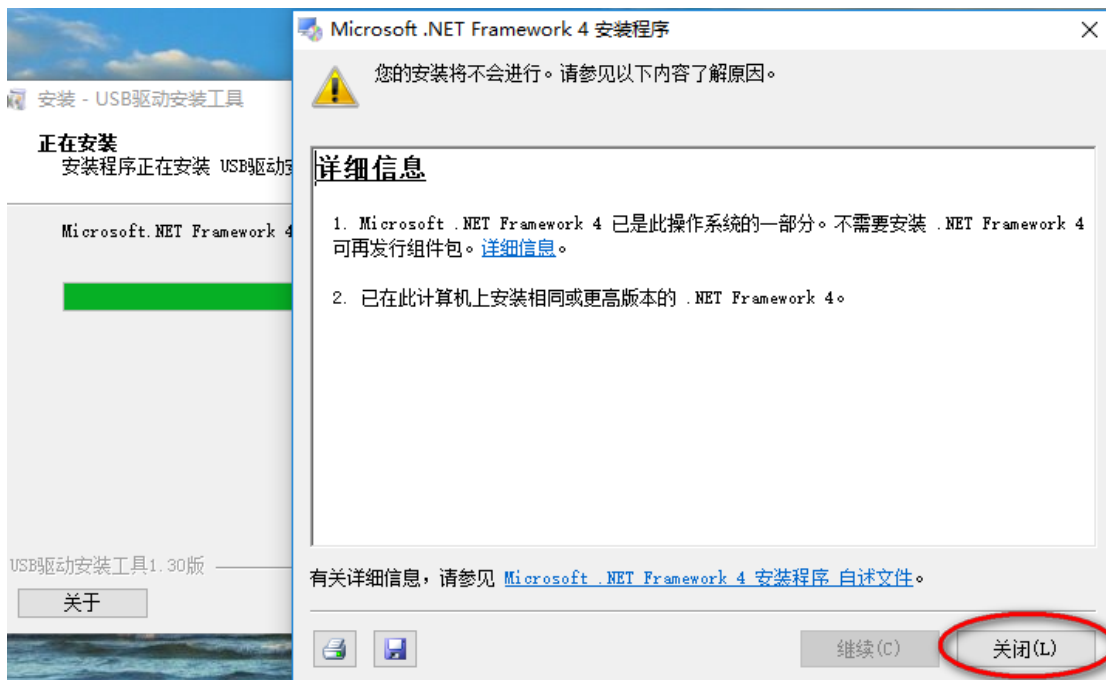 Microsoft .NET Framework 4 安装程序
您的安装将不会进行。请参见以下内容了解原因。
安装 - USB驱动安装工具
正在安装
安装程序正在安装 USB驱动
Microsoft.NET Framework 4
详细信息
1. Microsoft .NET Framework 4 已是此操作系统的一部分。不需要安装 .NET Framework 4
可再发行组件包。详细信息。
2. 已在此计算机上安装相同或更高版本的 .NET Framework 4。
USB驱动安装工具1.30版
关于
有关详细信息，请参见 Microsoft .NET Framework 4 安装程序 自述文件。
继续(C)
关闭(L)